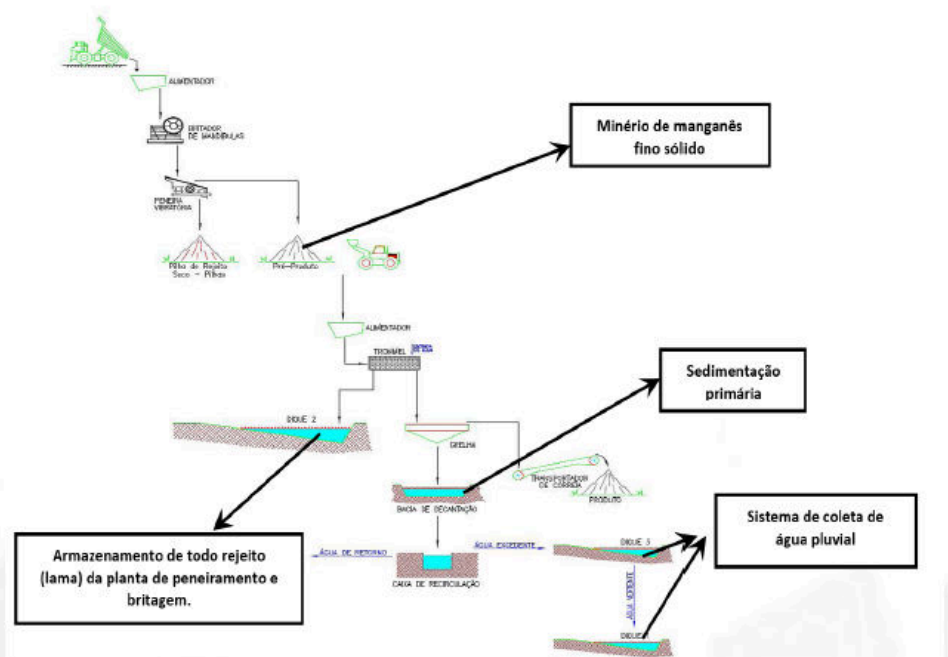 ALIMENTADOR
BRITADOR
DE MANDÍBULAS
Minério de manganês
fino sólido
PENEIRA
VIBRATÓRIA
Pilha de Rejeito
Seco - Pilhas
Pré-Produto
ALIMENTADOR
TROMMEL
DIQUE 2
GRELHA
Sedimentação
primária
TRANSPORTADOR
DE CORREIA
PRODUTO
BACIA DE DECANTAÇÃO
Armazenamento de todo rejeito
(lama) da planta de peneiramento e
britagem.
ÁGUA DE RETORNO
ÁGUA EXCEDENTE
DIQUE 3
CAIXA DE RECIRCULAÇÃO
Sistema de coleta de
água pluvial
ÁGUA
DIQUE